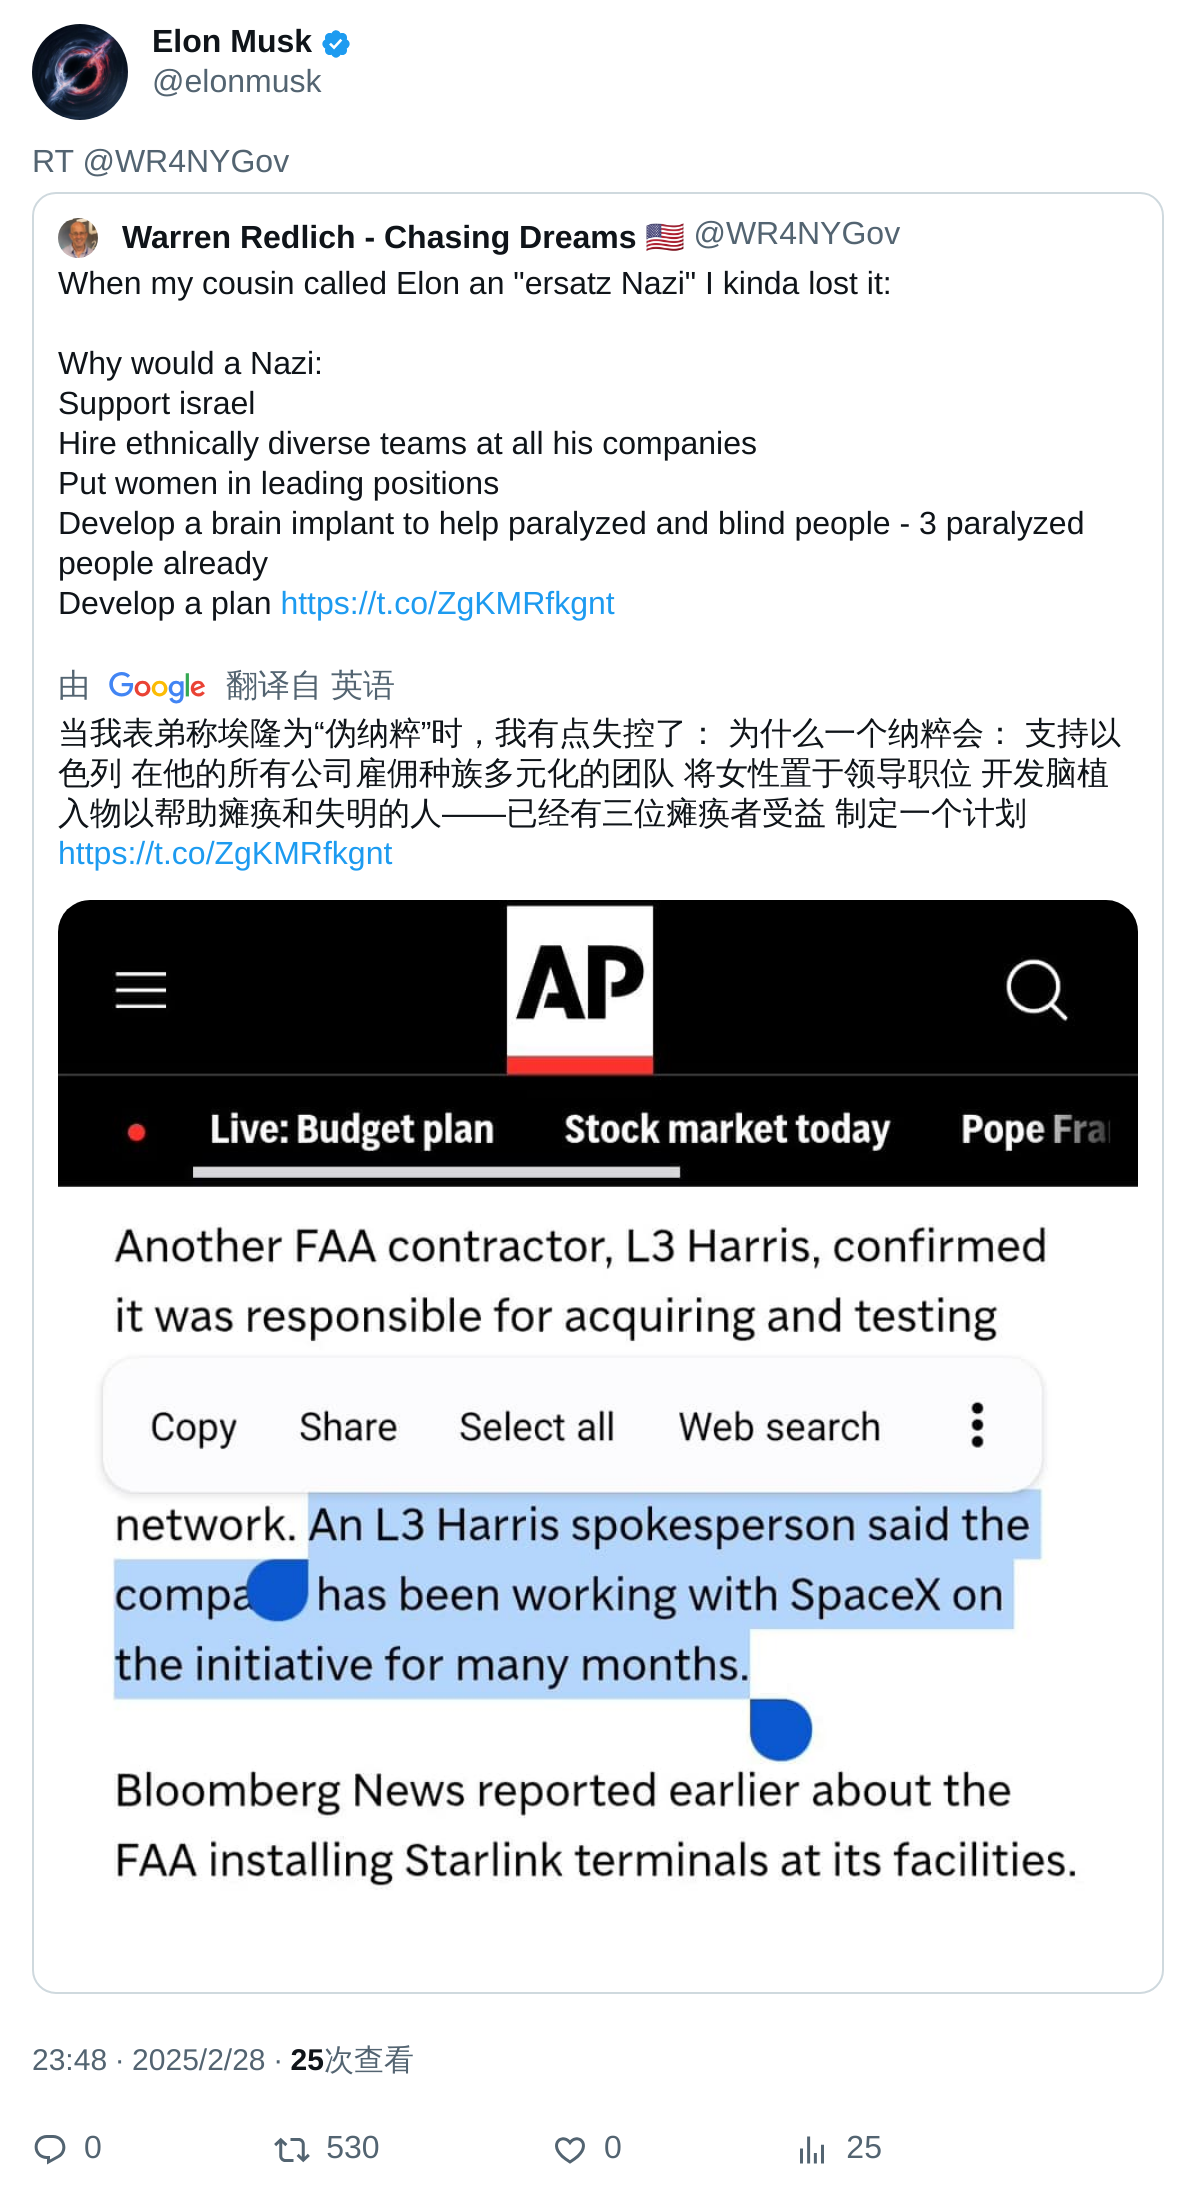 Elon Musk
@elonmusk
RT @WR4NYGov
Warren Redlich - Chasing Dreams 🇺🇸 @WR4NYGov
When my cousin called Elon an "ersatz Nazi" I kinda lost it:
Why would a Nazi:
Support israel
Hire ethnically diverse teams at all his companies
Put women in leading positions
Develop a brain implant to help paralyzed and blind people - 3 paralyzed
people already
Develop a plan https://t.co/ZgKMRfkgnt
由 Google 翻译自 英语
当我表弟称埃隆为“伪纳粹”时，我有点失控了： 为什么一个纳粹会： 支持以
色列 在他的所有公司雇佣种族多元化的团队 将女性置于领导职位 开发脑植
入物以帮助瘫痪和失明的人——已经有三位瘫痪者受益 制定一个计划
https://t.co/ZgKMRfkgnt
AP
Live: Budget plan Stock market today Pope Fra
Another FAA contractor, L3 Harris, confirmed
it was responsible for acquiring and testing
Copy Share Select all Web search
network. An L3 Harris spokesperson said the
compa has been working with SpaceX on
the initiative for many months.
Bloomberg News reported earlier about the
FAA installing Starlink terminals at its facilities.
23:48 · 2025/2/28 · 25次查看
0 530 0 25